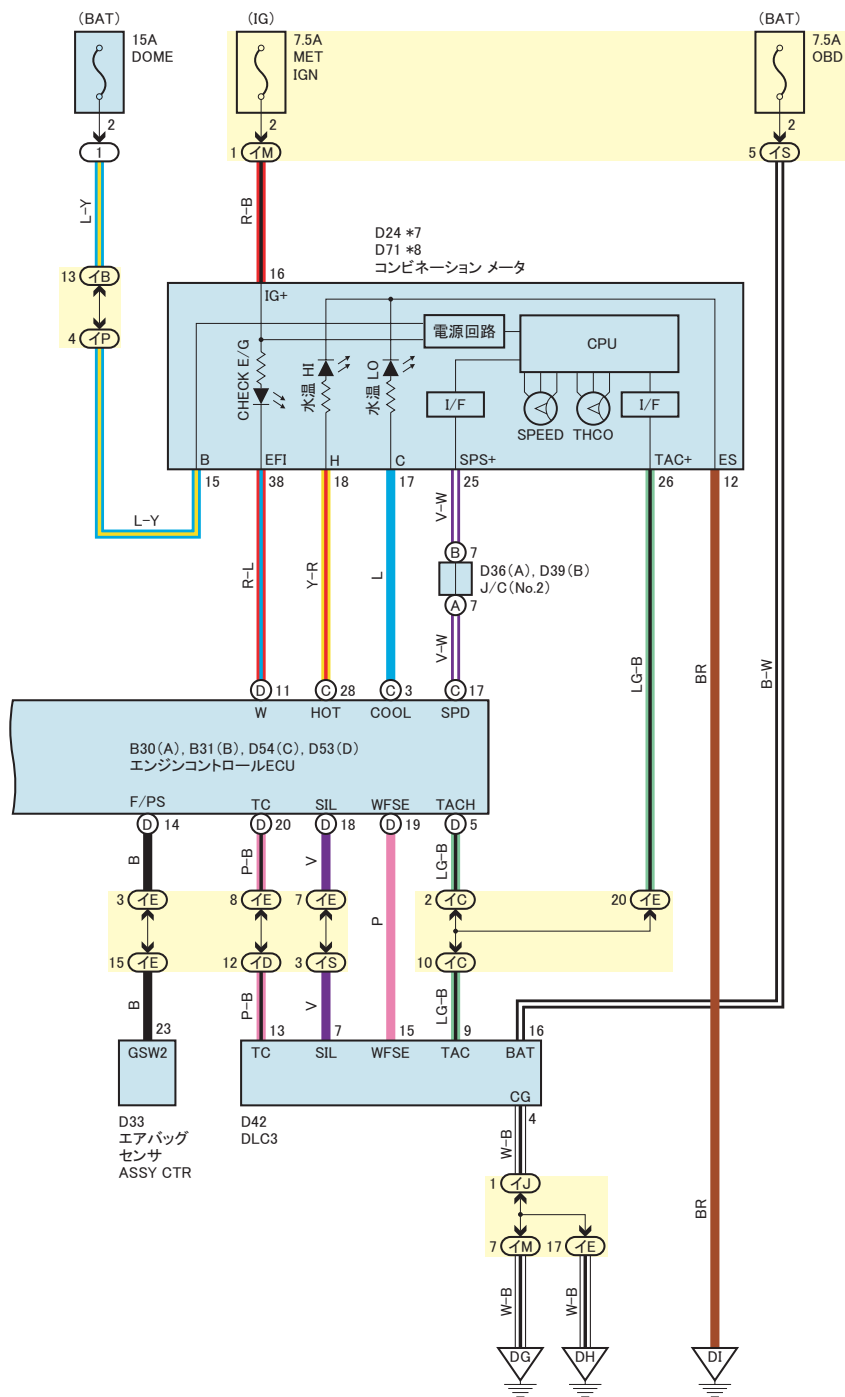 (BAT)
15A
DOME
2
1
(IG)
7.5A
MET
IGN
2
1 イM
(BAT)
7.5A
OBD
2
5 イS
L-Y
R-B
13 イB
4 イP
D24 *7
D71 *8
コンビネーション メータ
16
IG+
電源回路
CPU
CHECK E/G
水温 HI
水温 LO
I/F
I/F
SPEED THCO
B
EFI
H
C
SPS+
TAC+
ES
15
38
18
17
25
26
12
L-Y
R-L
Y-R
L
V-W
B 7
D36(A), D39(B)
J/C(No.2)
A 7
V-W
LG-B
BR
B-W
D 11
C 28
C 3
C 17
W
HOT
COOL
SPD
B30(A), B31(B), D54(C), D53(D)
エンジンコントロールECU
F/PS
TC
SIL
WFSE
TACH
D 14
D 20
D 18
D 19
D 5
B
P-B
V
P
LG-B
3 イE
8 イE
7 イE
2 イC
20 イE
15 イE
12 イD
3 イS
10 イC
B
P-B
V
LG-B
23
13
7
15
9
16
GSW2
TC
SIL
WFSE
TAC
BAT
CG
4
D33
エアバッグ
センサ
ASSY CTR
D42
DLC3
W-B
1 イJ
7 イM
17 イE
BR
W-B
W-B
DG
DH
DI